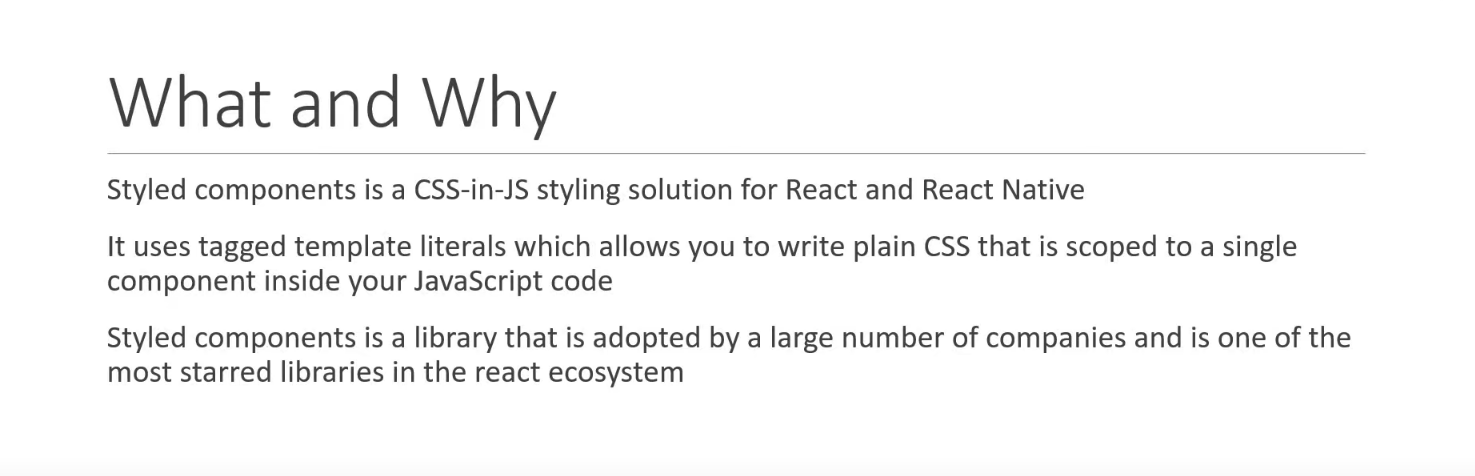 What and Why
Styled components is a CSS-in-JS styling solution for React and React Native
It uses tagged template literals which allows you to write plain CSS that is scoped to a single
component inside your JavaScript code
Styled components is a library that is adopted by a large number of companies and is one of the
most starred libraries in the react ecosystem